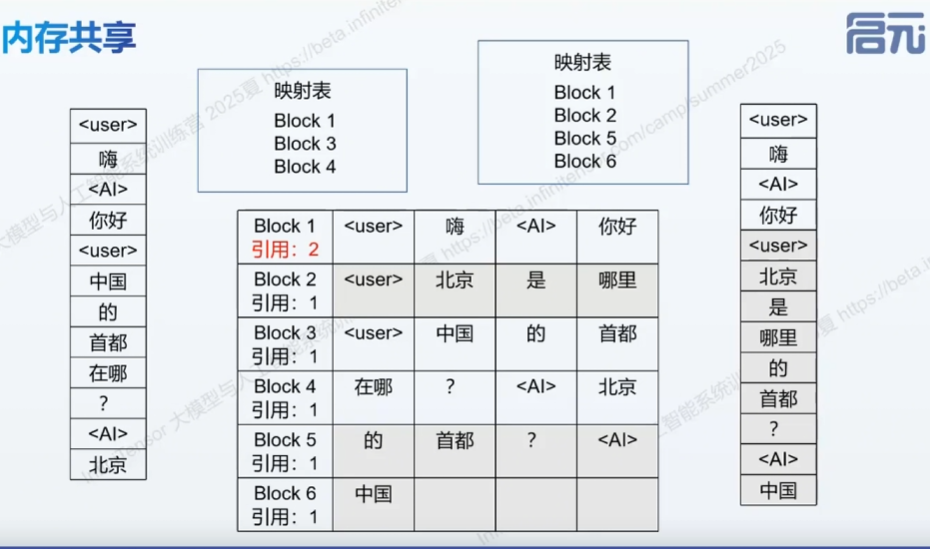 内存共享
启元
<user>
嗨
<AI>
你好
<user>
中国
的
首都
在哪
?
<AI>
北京
映射表
Block 1
Block 3
Block 4
映射表
Block 1
Block 2
Block 5
Block 6
Block 1 <user> 嗨 <AI> 你好
引用：2
Block 2 <user> 北京 是 哪里
引用：1
Block 3 <user> 中国 的 首都
引用：1
Block 4 在哪 ? <AI> 北京
引用：1
Block 5 的 首都 ? <AI>
引用：1
Block 6 中国
引用：1
<user>
嗨
<AI>
你好
<user>
北京
是
哪里
的
首都
?
<AI>
中国
大模型与人工智能系统训练营 2025夏 https://beta.infinitensor.com/camp/summer2025